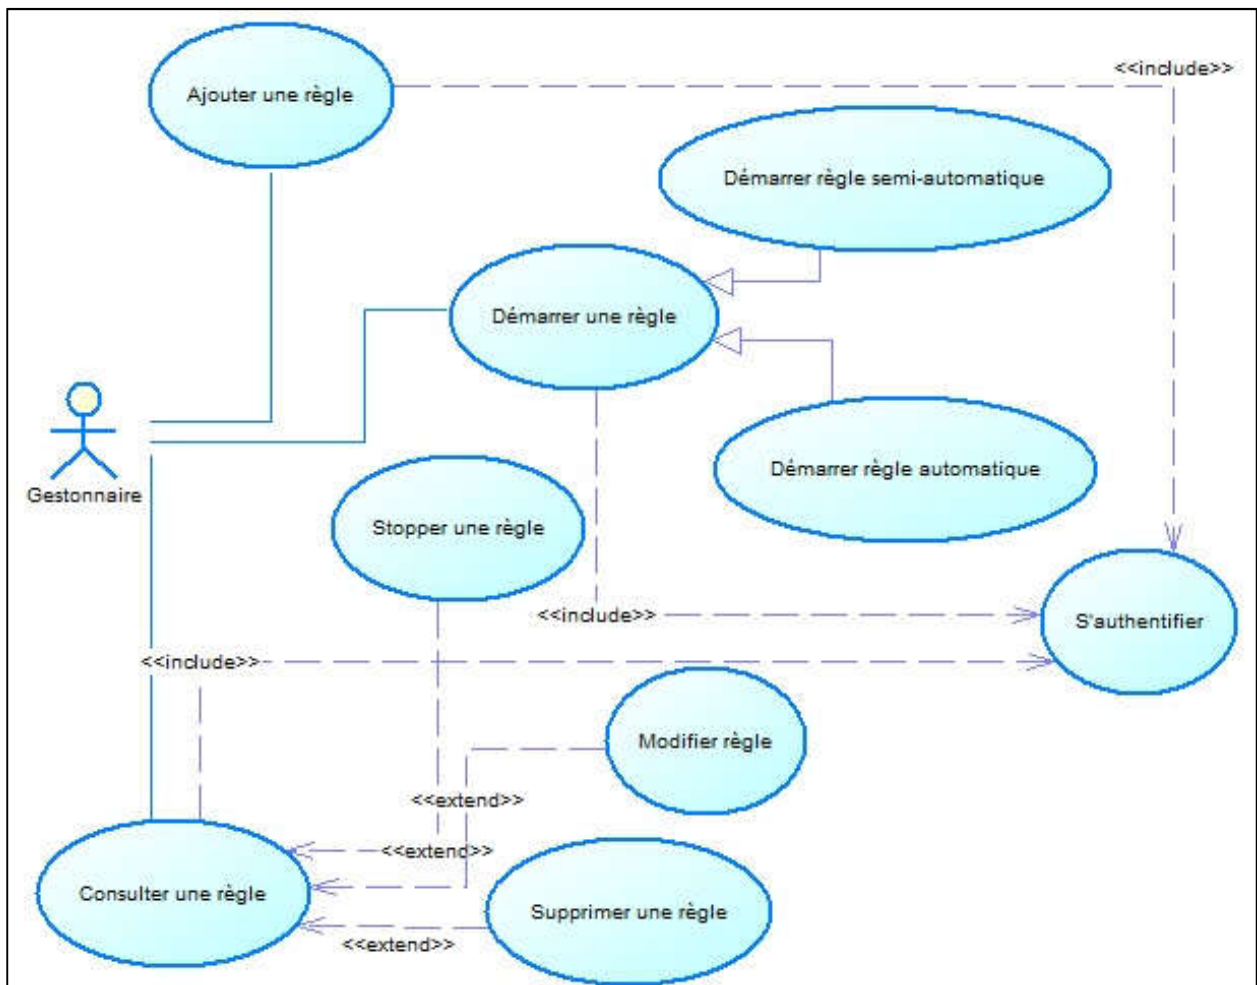 <<include>>
Ajouter une règle
Démarrer règle semi-automatique
Démarrer une règle
Démarrer règle automatique
Gestonnaire
Stopper une règle
<<include>>
S'authentifier
<<include>>
Modifier règle
<<extend>>
<<extend>>
Consulter une règle
Supprimer une règle
<<extend>>